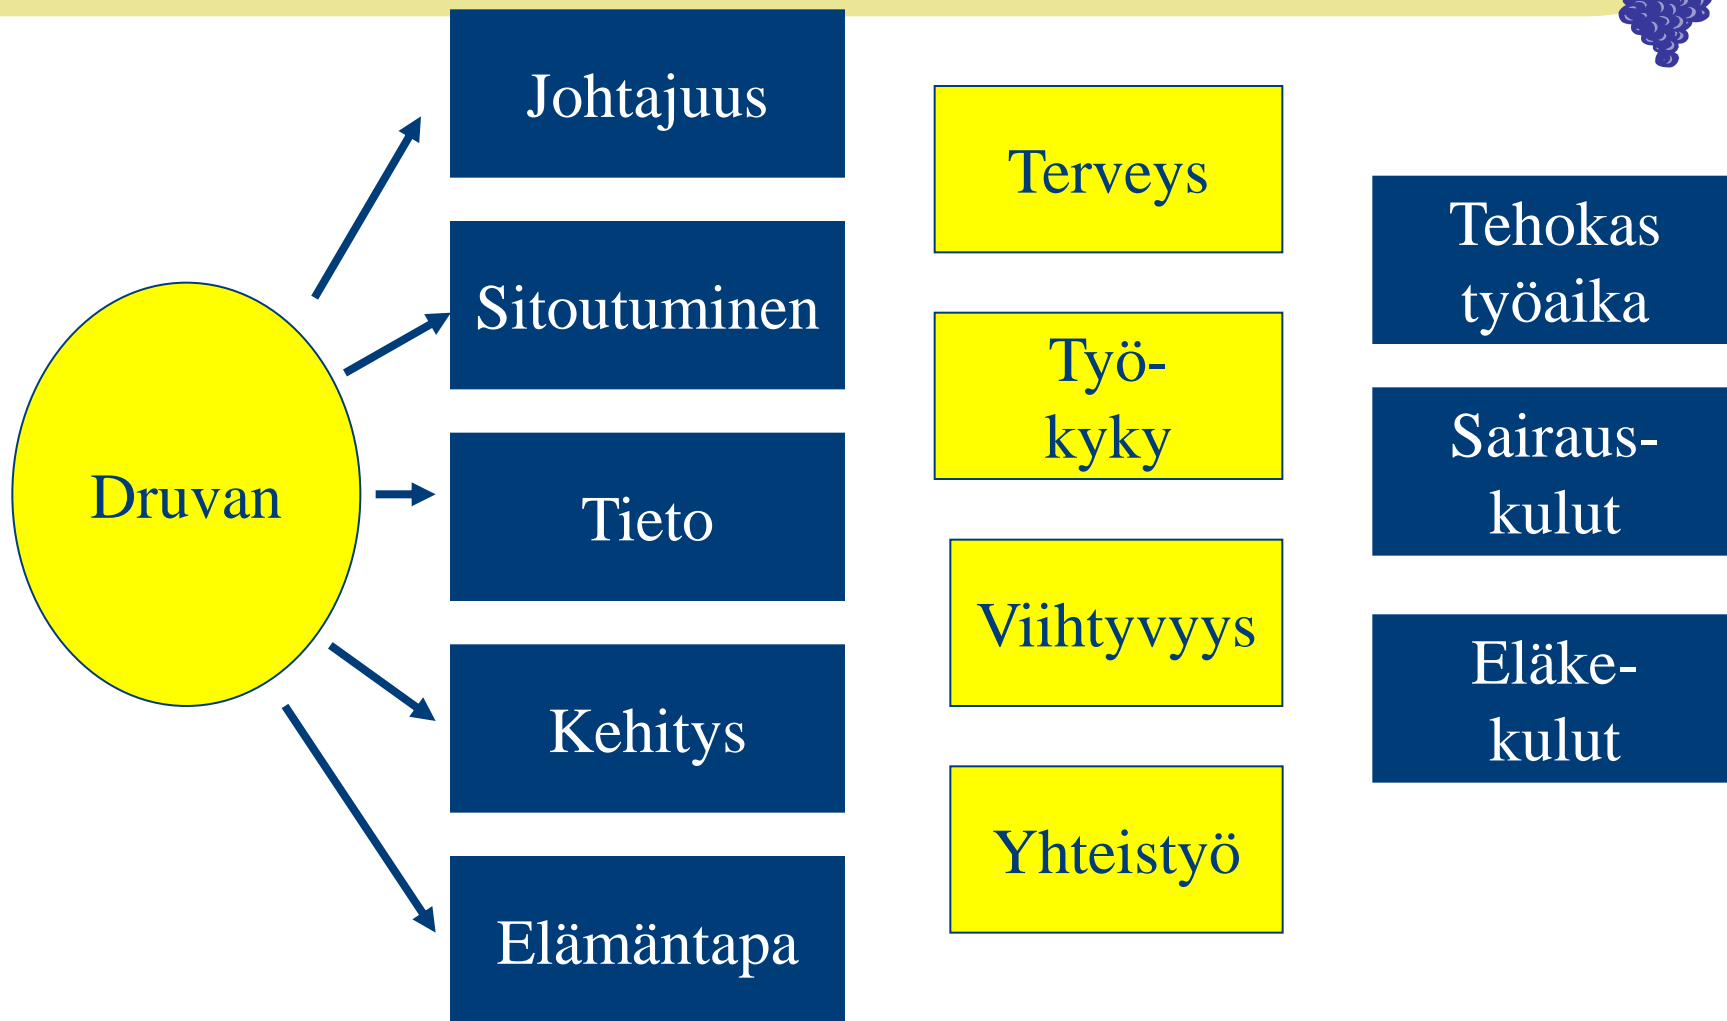 Druvan
Johtajuus
Sitoutuminen
Tieto
Kehitys
Elämäntapa
Terveys
Työ-
kyky
Viihtyvyys
Yhteistyö
Tehokas
työaika
Sairaus-
kulut
Eläke-
kulut